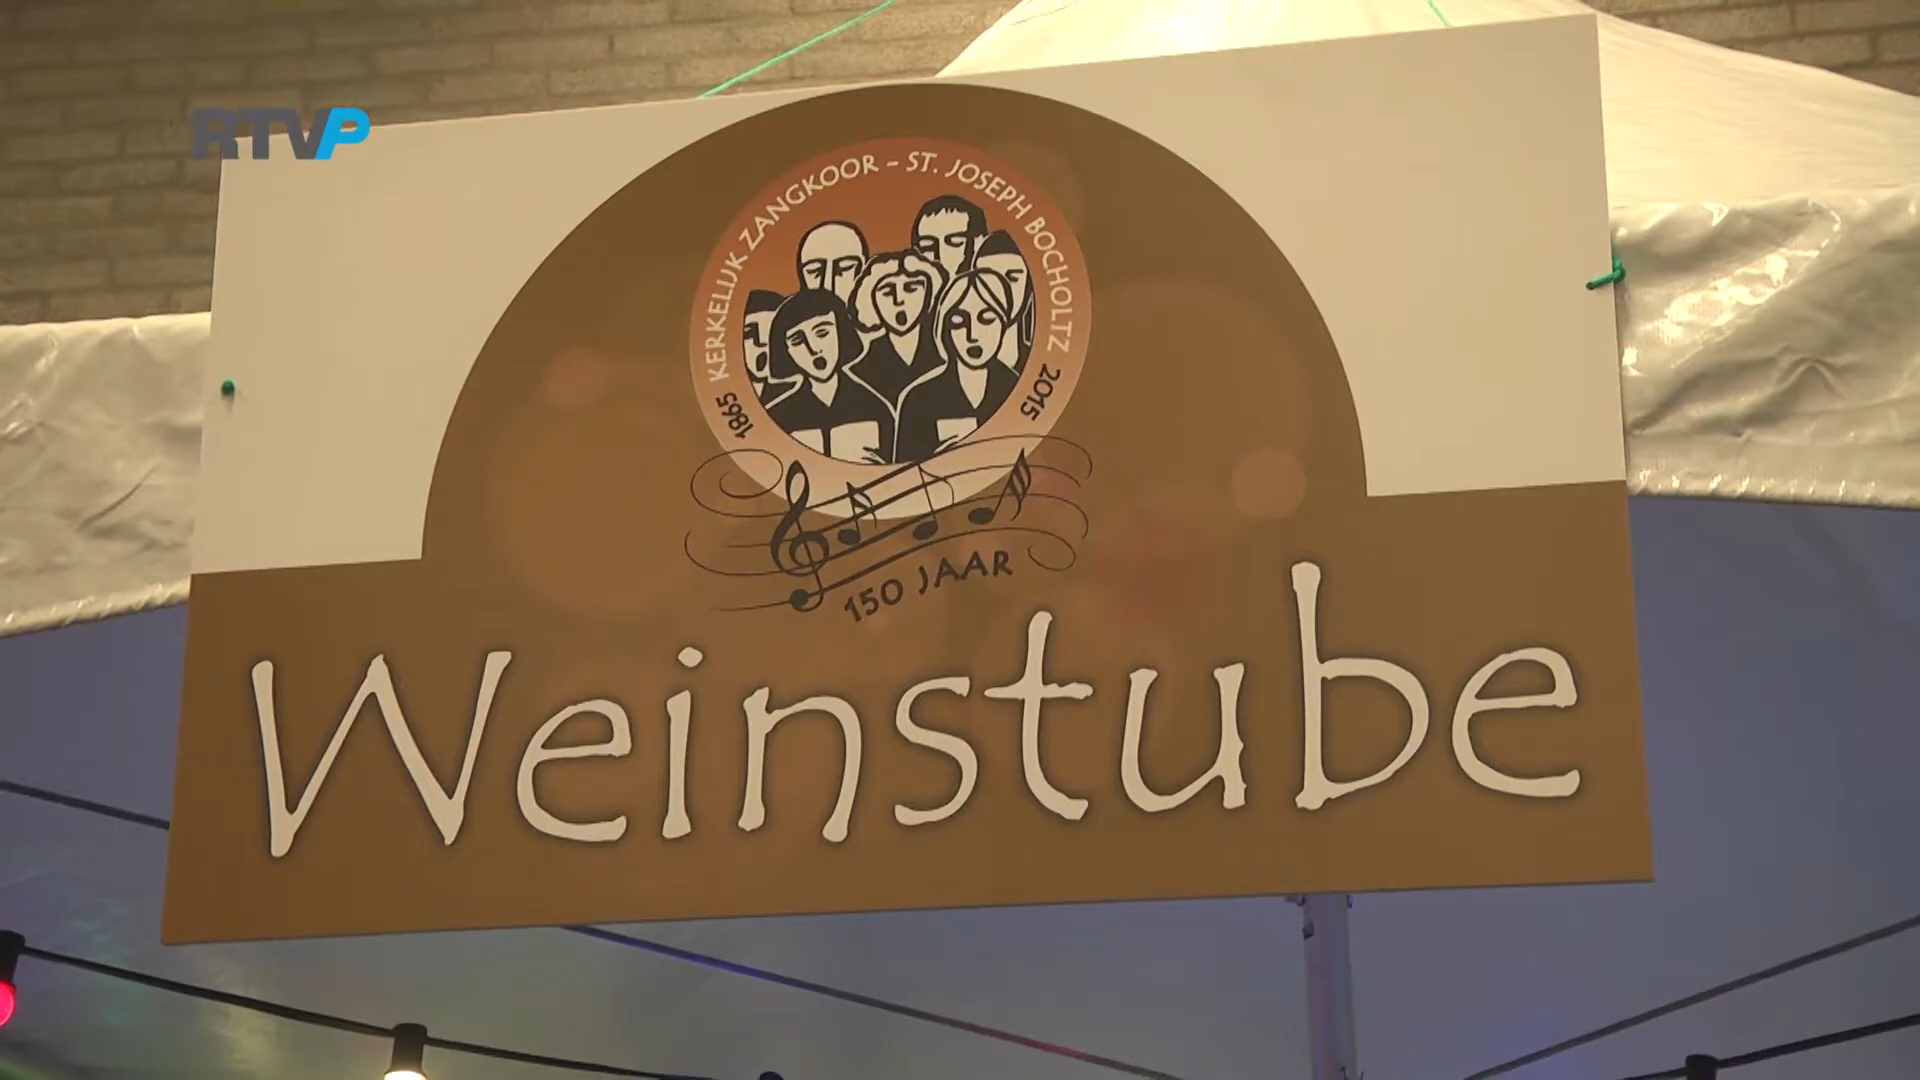 RTVP
1865 KERKELIJK ZANGKOOR - ST. JOSEPH BOCHOLTZ 2015
150 JAAR
Weinstube